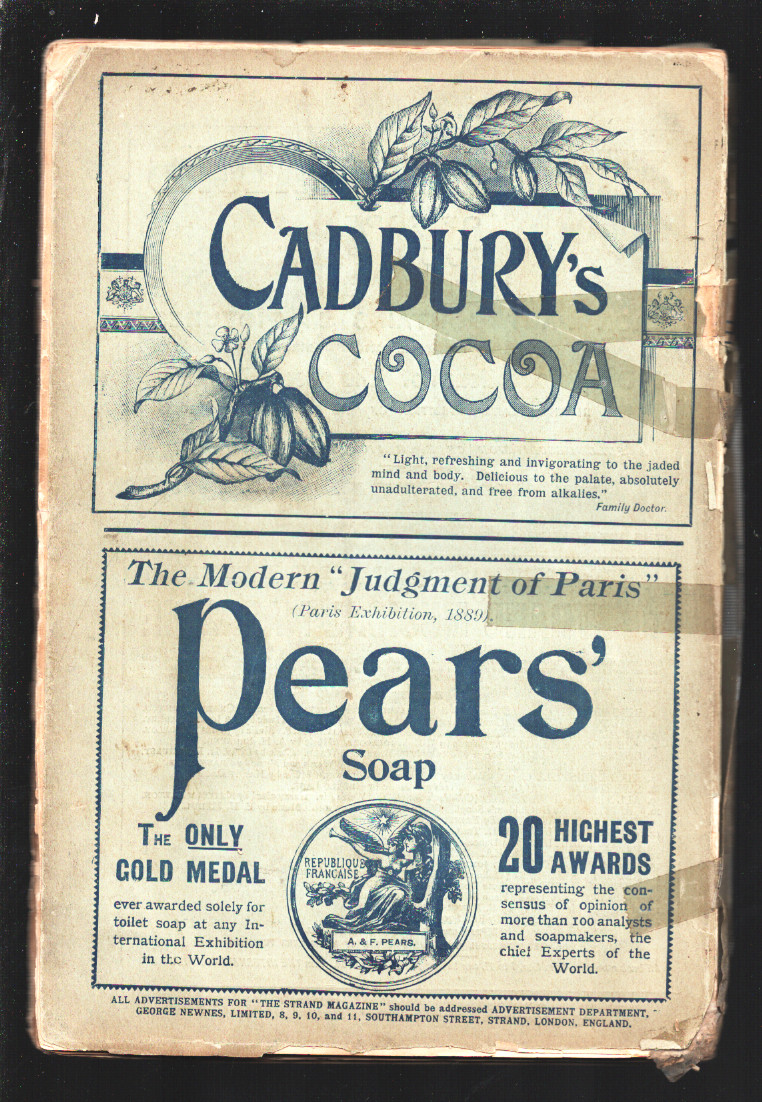 CADBURY's
COCOA
"Light, refreshing and invigorating to the jaded
mind and body. Delicious to the palate, absolutely
unadulterated, and free from alkalies."
Family Doctor.
The Modern "Judgment of Paris"
(Paris Exhibition, 1889).
Pears'
Soap
THE ONLY
GOLD MEDAL
ever awarded solely for
toilet soap at any In-
ternational Exhibition
in the World.
REPUBLIQUE
FRANCAISE
A. & F. PEARS.
20 HIGHEST
AWARDS
representing the con-
sensus of opinion of
more than 100 analysts
and soapmakers, the
chief Experts of the
World.
ALL ADVERTISEMENTS FOR "THE STRAND MAGAZINE" should be addressed ADVERTISEMENT DEPARTMENT,
GEORGE NEWNES, LIMITED, 8, 9, 10, and 11, SOUTHAMPTON STREET, STRAND, LONDON, ENGLAND.